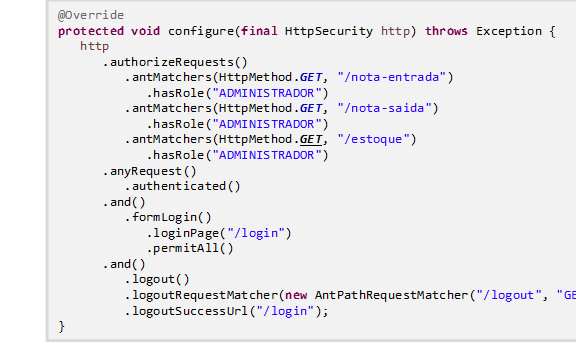 @Override
protected void configure(final HttpSecurity http) throws Exception {
http
.authorizeRequests()
.antMatchers(HttpMethod.GET, "/nota-entrada")
.hasRole("ADMINISTRADOR")
.antMatchers(HttpMethod.GET, "/nota-saida")
.hasRole("ADMINISTRADOR")
.antMatchers(HttpMethod.GET, "/estoque")
.hasRole("ADMINISTRADOR")
.anyRequest()
.authenticated()
.and()
.formLogin()
.loginPage("/login")
.permitAll()
.and()
.logout()
.logoutRequestMatcher(new AntPathRequestMatcher("/logout", "GE
.logoutSuccessUrl("/login");
}